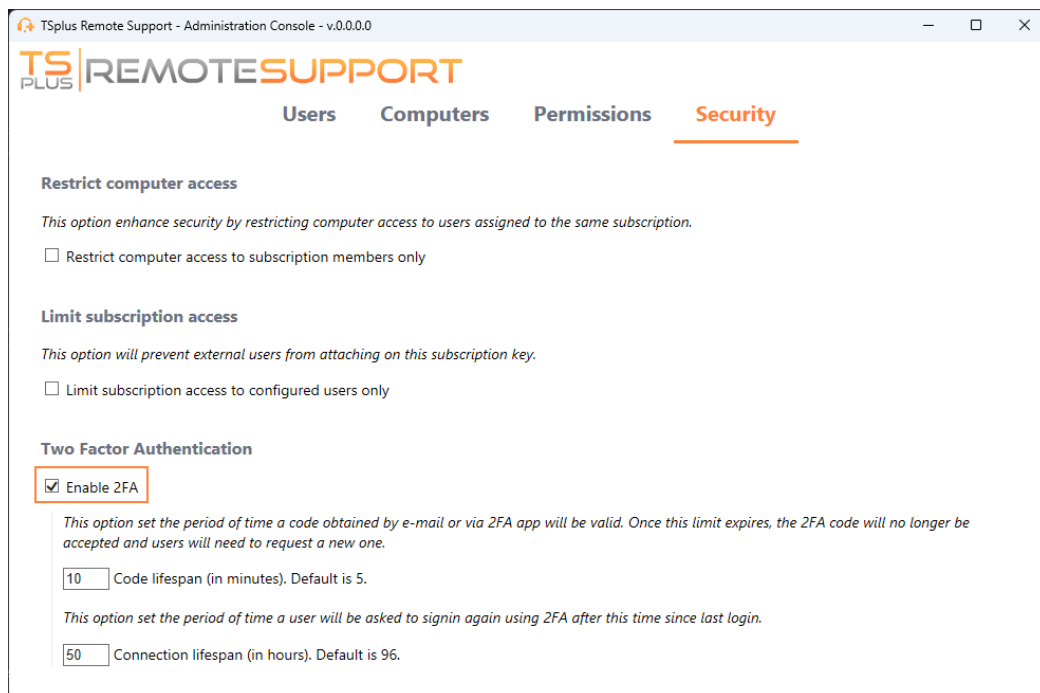 TSplus Remote Support - Administration Console - v.0.0.0.0
TS PLUS REMOTESUPPORT
Users Computers Permissions Security
Restrict computer access
This option enhance security by restricting computer access to users assigned to the same subscription.
Restrict computer access to subscription members only
Limit subscription access
This option will prevent external users from attaching on this subscription key.
Limit subscription access to configured users only
Two Factor Authentication
Enable 2FA
This option set the period of time a code obtained by e-mail or via 2FA app will be valid. Once this limit expires, the 2FA code will no longer be
accepted and users will need to request a new one.
10 Code lifespan (in minutes). Default is 5.
This option set the period of time a user will be asked to signin again using 2FA after this time since last login.
50 Connection lifespan (in hours). Default is 96.